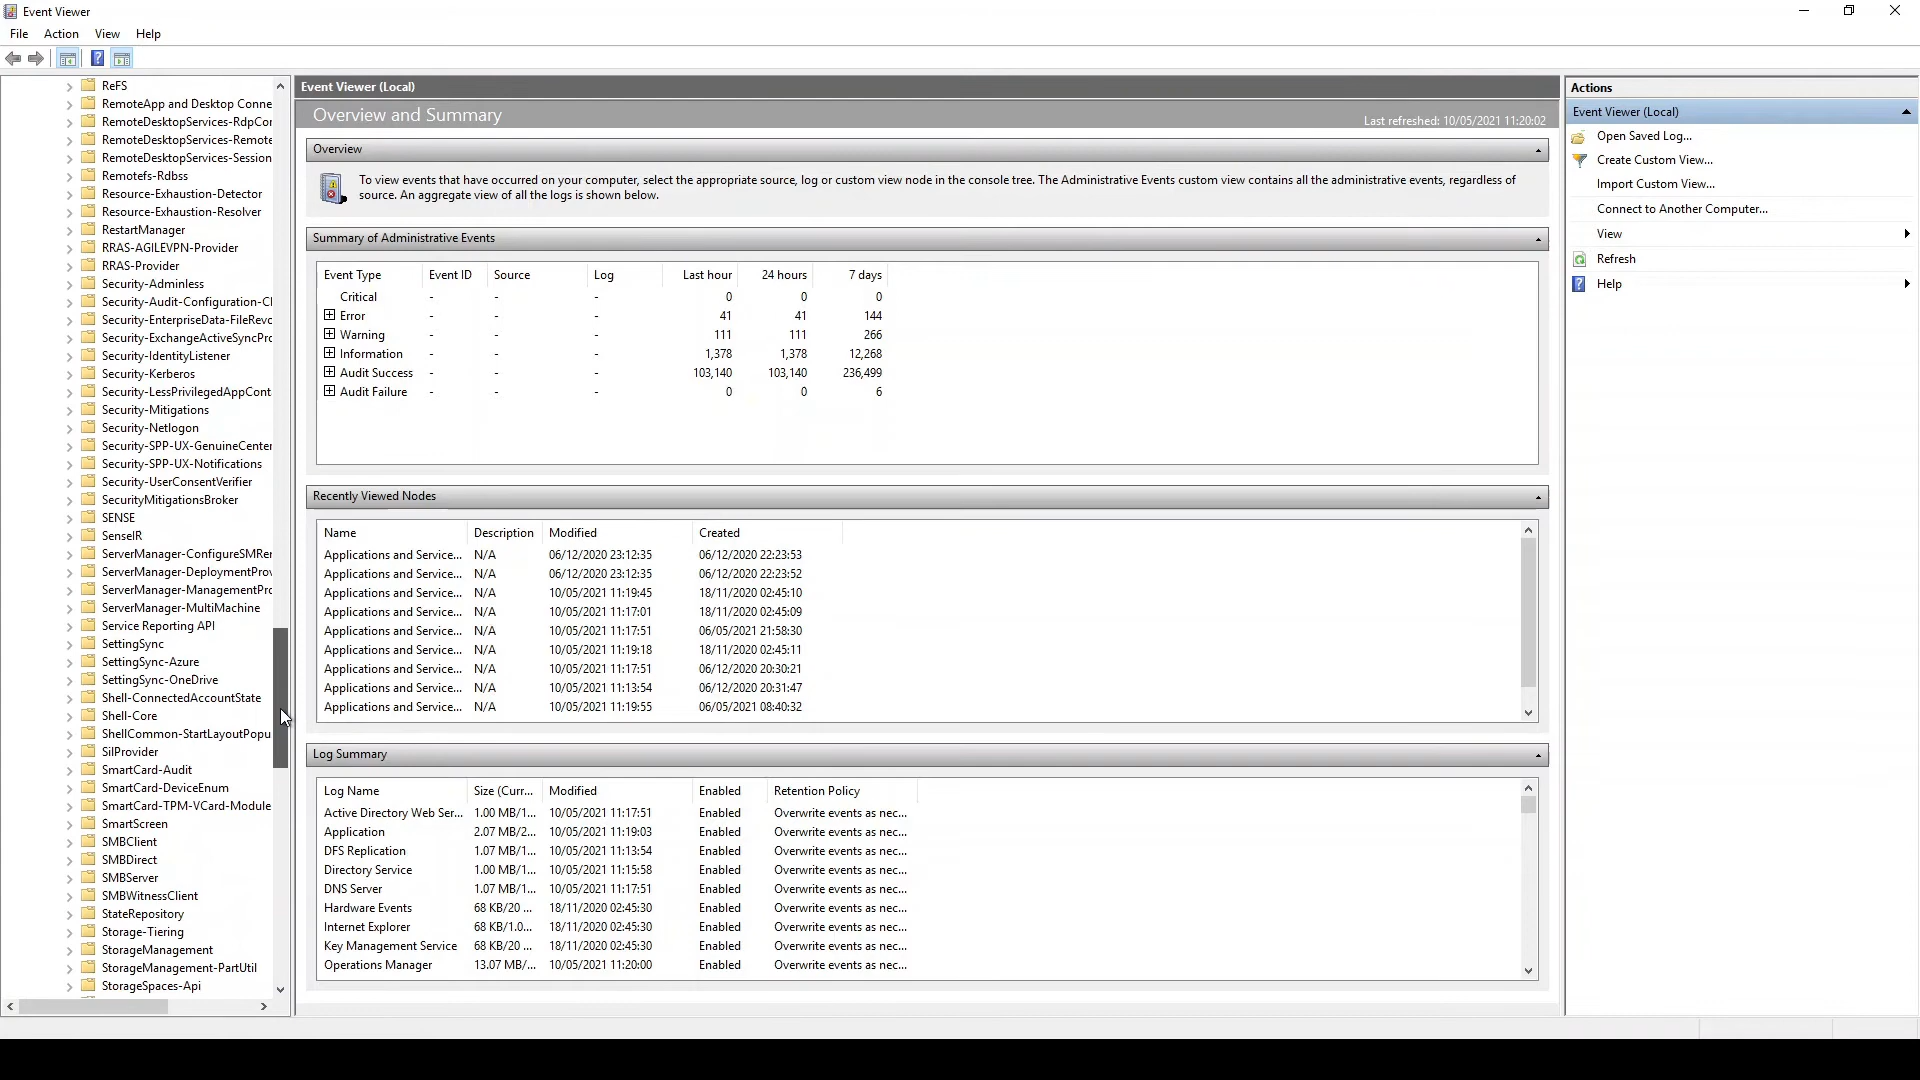 Event Viewer
File Action View Help
ReFS
RemoteApp and Desktop Conne
RemoteDesktopServices-RdpCor
RemoteDesktopServices-Remote
RemoteDesktopServices-Session
Remotefs-Rdbss
Resource-Exhaustion-Detector
Resource-Exhaustion-Resolver
RestartManager
RRAS-AGILEVPN-Provider
RRAS-Provider
Security-Adminless
Security-Audit-Configuration-Cl
Security-EnterpriseData-FileRevo
Security-ExchangeActiveSyncPro
Security-IdentityListener
Security-Kerberos
Security-LessPrivilegedAppCont
Security-Mitigations
Security-Netlogon
Security-SPP-UX-GenuineCenter
Security-SPP-UX-Notifications
Security-UserConsentVerifier
SecurityMitigationsBroker
SENSE
SenseIR
ServerManager-ConfigureSMRer
ServerManager-DeploymentProv
ServerManager-ManagementPro
ServerManager-MultiMachine
Service Reporting API
SettingSync
SettingSync-Azure
SettingSync-OneDrive
Shell-ConnectedAccountState
Shell-Core
ShellCommon-StartLayoutPopu
SilProvider
SmartCard-Audit
SmartCard-DeviceEnum
SmartCard-TPM-VCard-Module
SmartScreen
SMBClient
SMBDirect
SMBServer
SMBWitnessClient
StateRepository
Storage-Tiering
StorageManagement
StorageManagement-PartUtil
StorageSpaces-Api
Event Viewer (Local)
Overview and Summary Last refreshed: 10/05/2021 11:20:02
Overview
To view events that have occurred on your computer, select the appropriate source, log or custom view node in the console tree. The Administrative Events custom view contains all the administrative events, regardless of
source. An aggregate view of all the logs is shown below.
Summary of Administrative Events
Event Type Event ID Source Log Last hour 24 hours 7 days
Critical - - - 0 0 0
Error - - - 41 41 144
Warning - - - 111 111 266
Information - - - 1,378 1,378 12,268
Audit Success - - - 103,140 103,140 236,499
Audit Failure - - - 0 0 6
Recently Viewed Nodes
Name Description Modified Created
Applications and Service... N/A 06/12/2020 23:12:35 06/12/2020 22:23:53
Applications and Service... N/A 06/12/2020 23:12:35 06/12/2020 22:23:52
Applications and Service... N/A 10/05/2021 11:19:45 18/11/2020 02:45:10
Applications and Service... N/A 10/05/2021 11:17:01 18/11/2020 02:45:09
Applications and Service... N/A 10/05/2021 11:17:51 06/05/2021 21:58:30
Applications and Service... N/A 10/05/2021 11:19:18 18/11/2020 02:45:11
Applications and Service... N/A 10/05/2021 11:17:51 06/12/2020 20:30:21
Applications and Service... N/A 10/05/2021 11:13:54 06/12/2020 20:31:47
Applications and Service... N/A 10/05/2021 11:19:55 06/05/2021 08:40:32
Log Summary
Log Name Size (Curr... Modified Enabled Retention Policy
Active Directory Web Ser... 1.00 MB/1... 10/05/2021 11:17:51 Enabled Overwrite events as nec...
Application 2.07 MB/2... 10/05/2021 11:19:03 Enabled Overwrite events as nec...
DFS Replication 1.07 MB/1... 10/05/2021 11:13:54 Enabled Overwrite events as nec...
Directory Service 1.00 MB/1... 10/05/2021 11:15:58 Enabled Overwrite events as nec...
DNS Server 1.07 MB/1... 10/05/2021 11:17:51 Enabled Overwrite events as nec...
Hardware Events 68 KB/20 ... 18/11/2020 02:45:30 Enabled Overwrite events as nec...
Internet Explorer 68 KB/1.0... 18/11/2020 02:45:30 Enabled Overwrite events as nec...
Key Management Service 68 KB/20 ... 18/11/2020 02:45:30 Enabled Overwrite events as nec...
Operations Manager 13.07 MB/... 10/05/2021 11:20:00 Enabled Overwrite events as nec...
Actions
Event Viewer (Local)
Open Saved Log...
Create Custom View...
Import Custom View...
Connect to Another Computer...
View
Refresh
Help